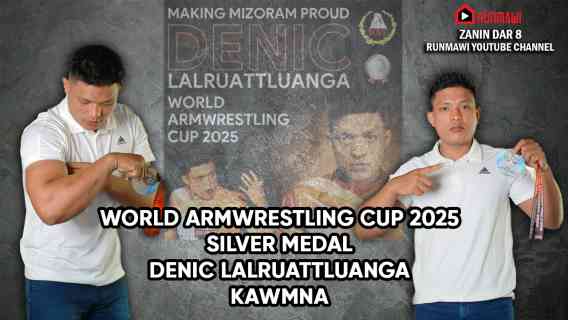 MAKING MIZORAM PROUD
DENIC
LALRUATTLUANGA
WORLD
ARMWRESTLING
CUP 2025
RUNMAWI
ZANIN DAR 8
RUNMAWI YOUTUBE CHANNEL
WORLD ARMWRESTLING CUP 2025
SILVER MEDAL
DENIC LALRUATTLUANGA
KAWMNA